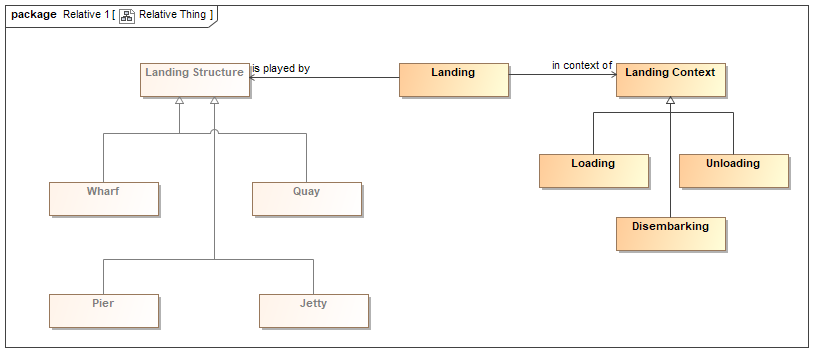 package Relative 1 [ Relative Thing ]
Landing Structure
is played by
Landing
in context of
Landing Context
Loading
Unloading
Wharf
Quay
Disembarking
Pier
Jetty